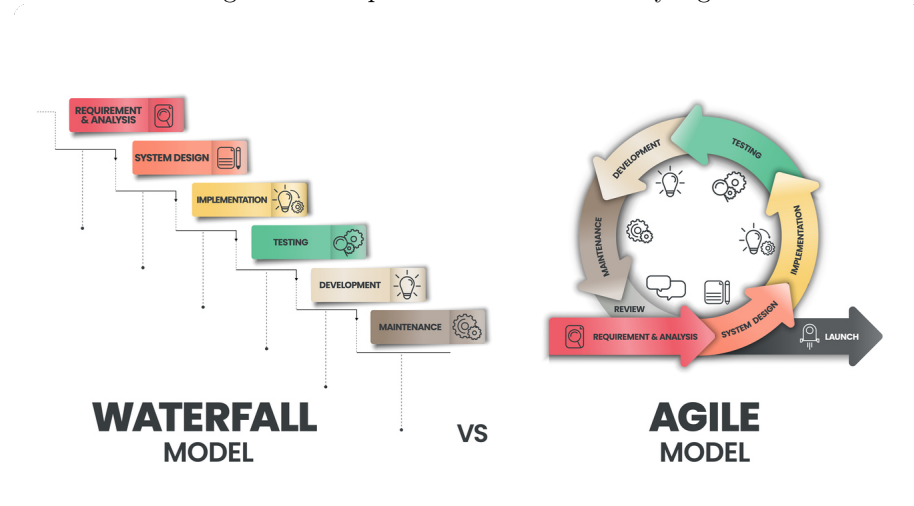 REQUIREMENT
& ANALYSIS
SYSTEM DESIGN
IMPLEMENTATION
TESTING
DEVELOPMENT
MAINTENANCE
WATERFALL
MODEL
VS
TESTING
DEVELOPMENT
MAINTENANCE
IMPLEMENTATION
REVIEW
REQUIREMENT & ANALYSIS
SYSTEM DESIGN
LAUNCH
AGILE
MODEL